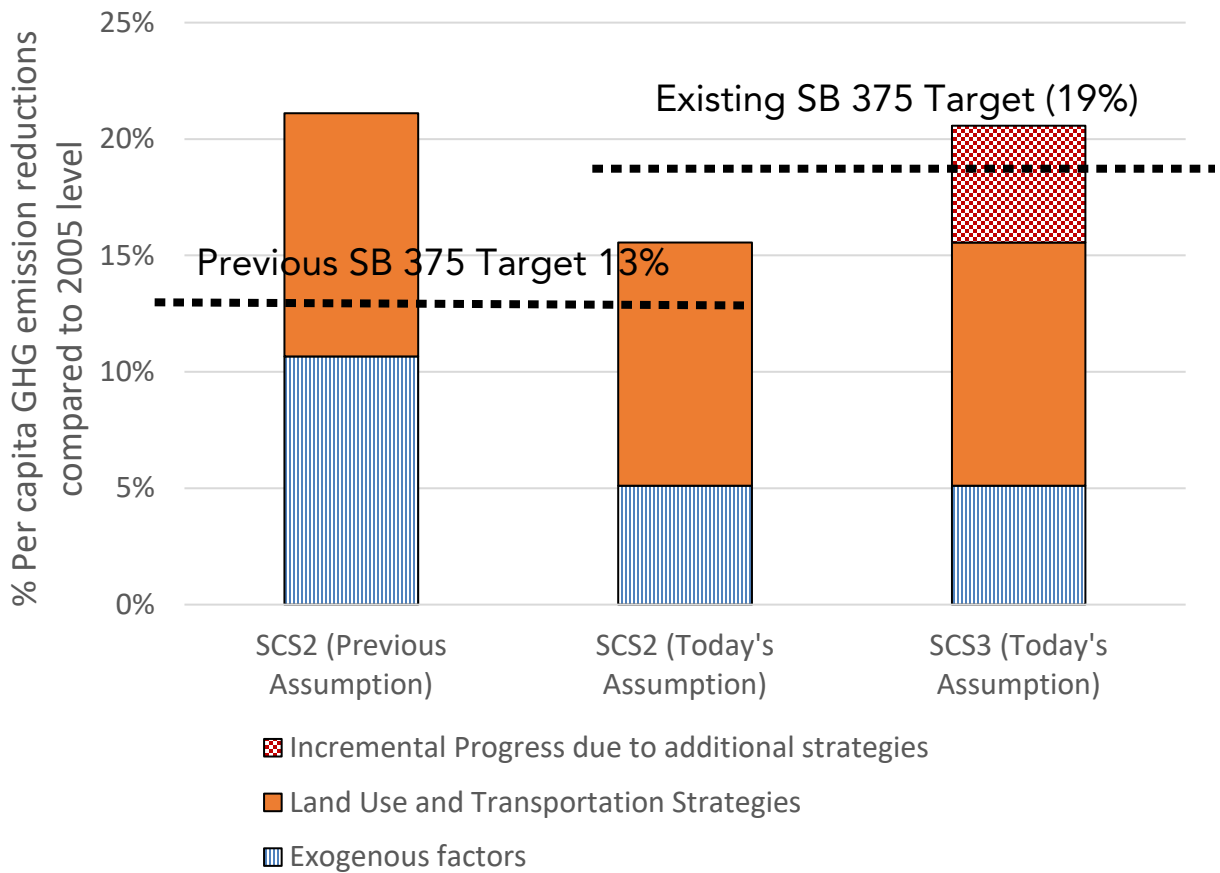 % Per capita GHG emission reductions
compared to 2005 level
25%
20%
15%
10%
5%
0%
Existing SB 375 Target (19%)
Previous SB 375 Target 13%
SCS2 (Previous
Assumption)
SCS2 (Today's
Assumption)
SCS3 (Today's
Assumption)
Incremental Progress due to additional strategies
Land Use and Transportation Strategies
Exogenous factors